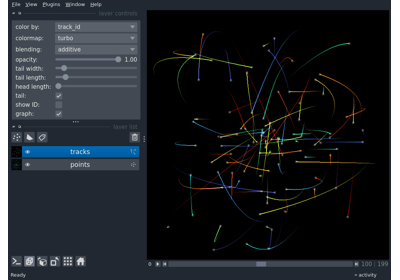 File View Plugins Window Help
layer controls
color by: track_id
colormap: turbo
blending: additive
opacity: 1.00
tail width:
tail length:
head length:
tail:
show ID:
graph:
layer list
tracks
points
100 | 199
Ready
activity